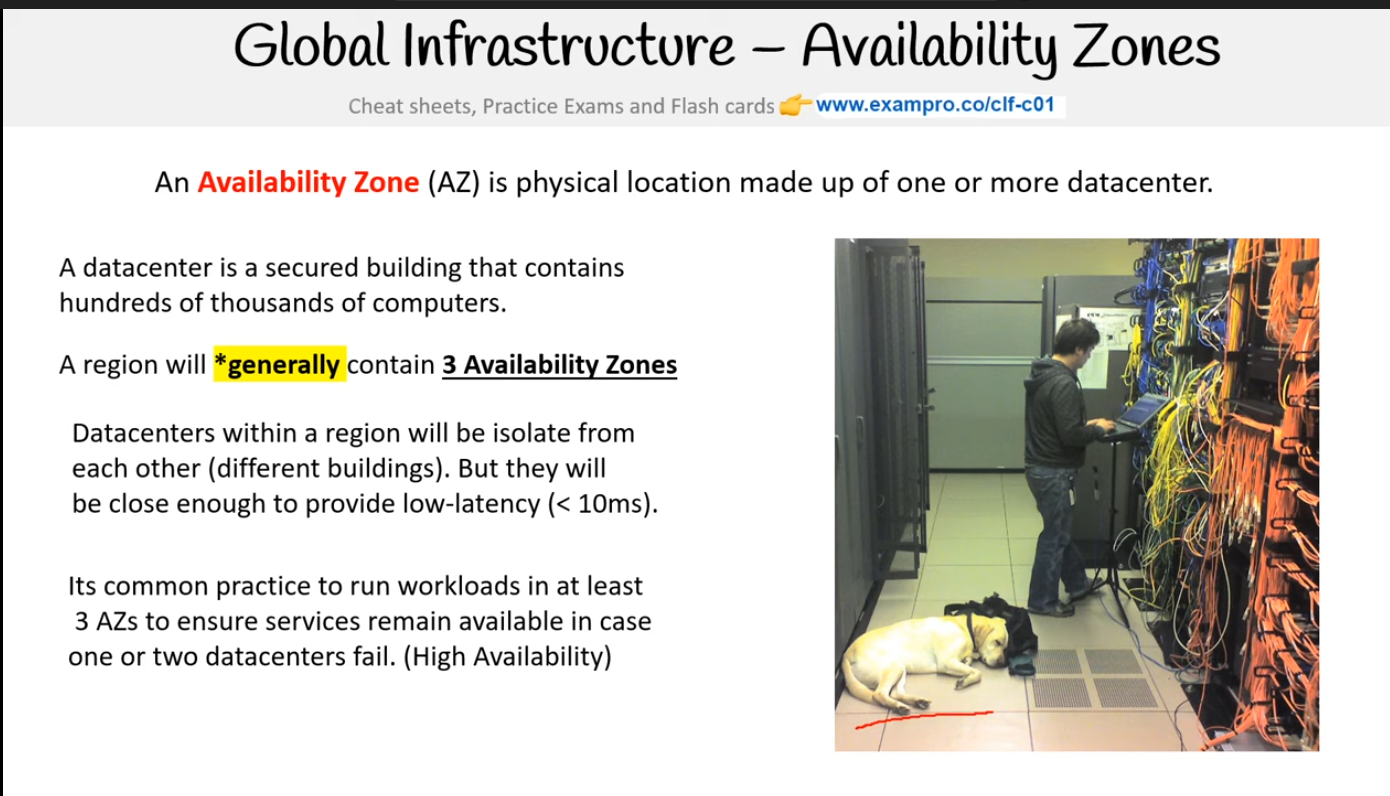 Global Infrastructure – Availability Zones
Cheat sheets, Practice Exams and Flash cards 👉 www.exampro.co/clf-c01
An Availability Zone (AZ) is physical location made up of one or more datacenter.
A datacenter is a secured building that contains
hundreds of thousands of computers.
A region will *generally contain 3 Availability Zones
Datacenters within a region will be isolate from
each other (different buildings). But they will
be close enough to provide low-latency (< 10ms).
Its common practice to run workloads in at least
3 AZs to ensure services remain available in case
one or two datacenters fail. (High Availability)